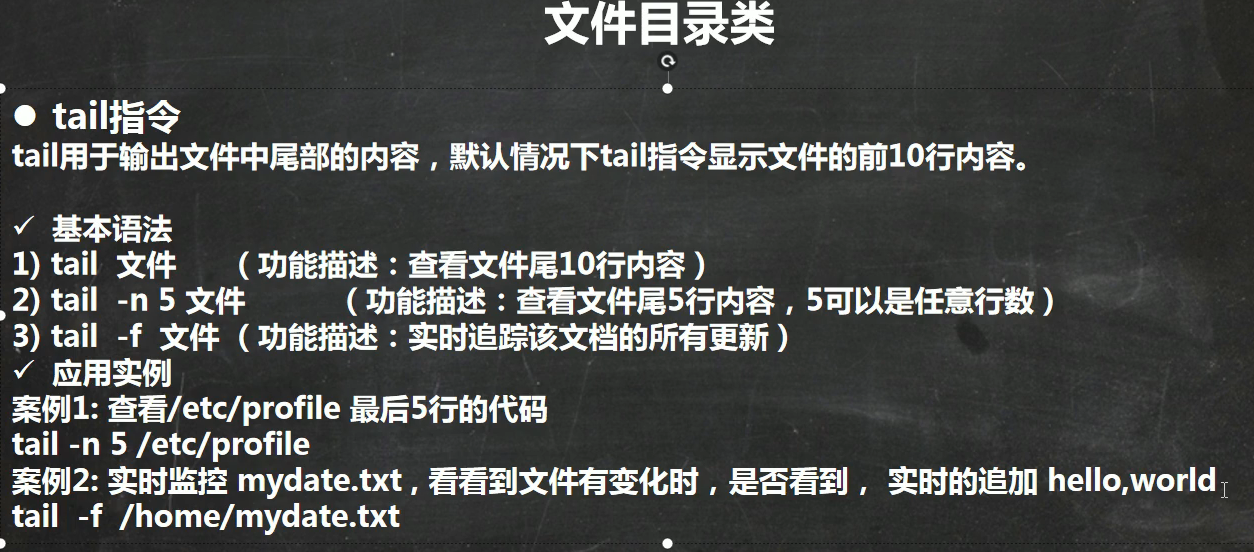 文件目录类
● tail指令
tail用于输出文件中尾部的内容，默认情况下tail指令显示文件的前10行内容。
✓ 基本语法
1) tail 文件 （功能描述：查看文件尾10行内容）
2) tail -n 5 文件 （功能描述：查看文件尾5行内容，5可以是任意行数）
3) tail -f 文件（功能描述：实时追踪该文档的所有更新）
✓ 应用实例
案例1: 查看/etc/profile 最后5行的代码
tail -n 5 /etc/profile
案例2: 实时监控 mydate.txt , 看看到文件有变化时，是否看到， 实时的追加 hello,world
tail -f /home/mydate.txt